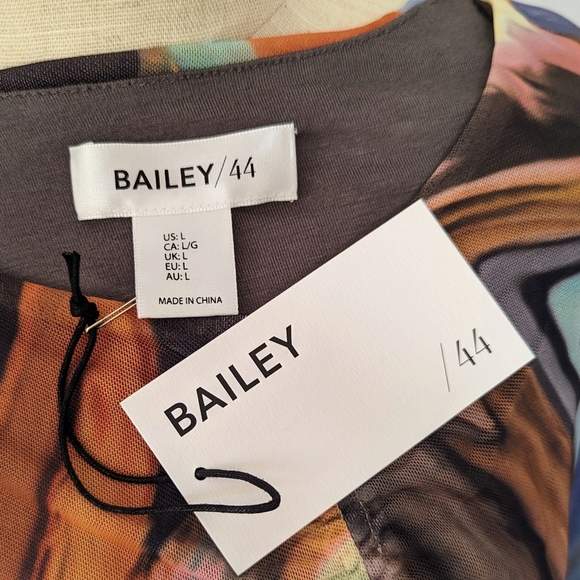 BAILEY/44
US: L
CA: L/G
UK: L
EU: L
AU: L
MADE IN CHINA
BAILEY
/44